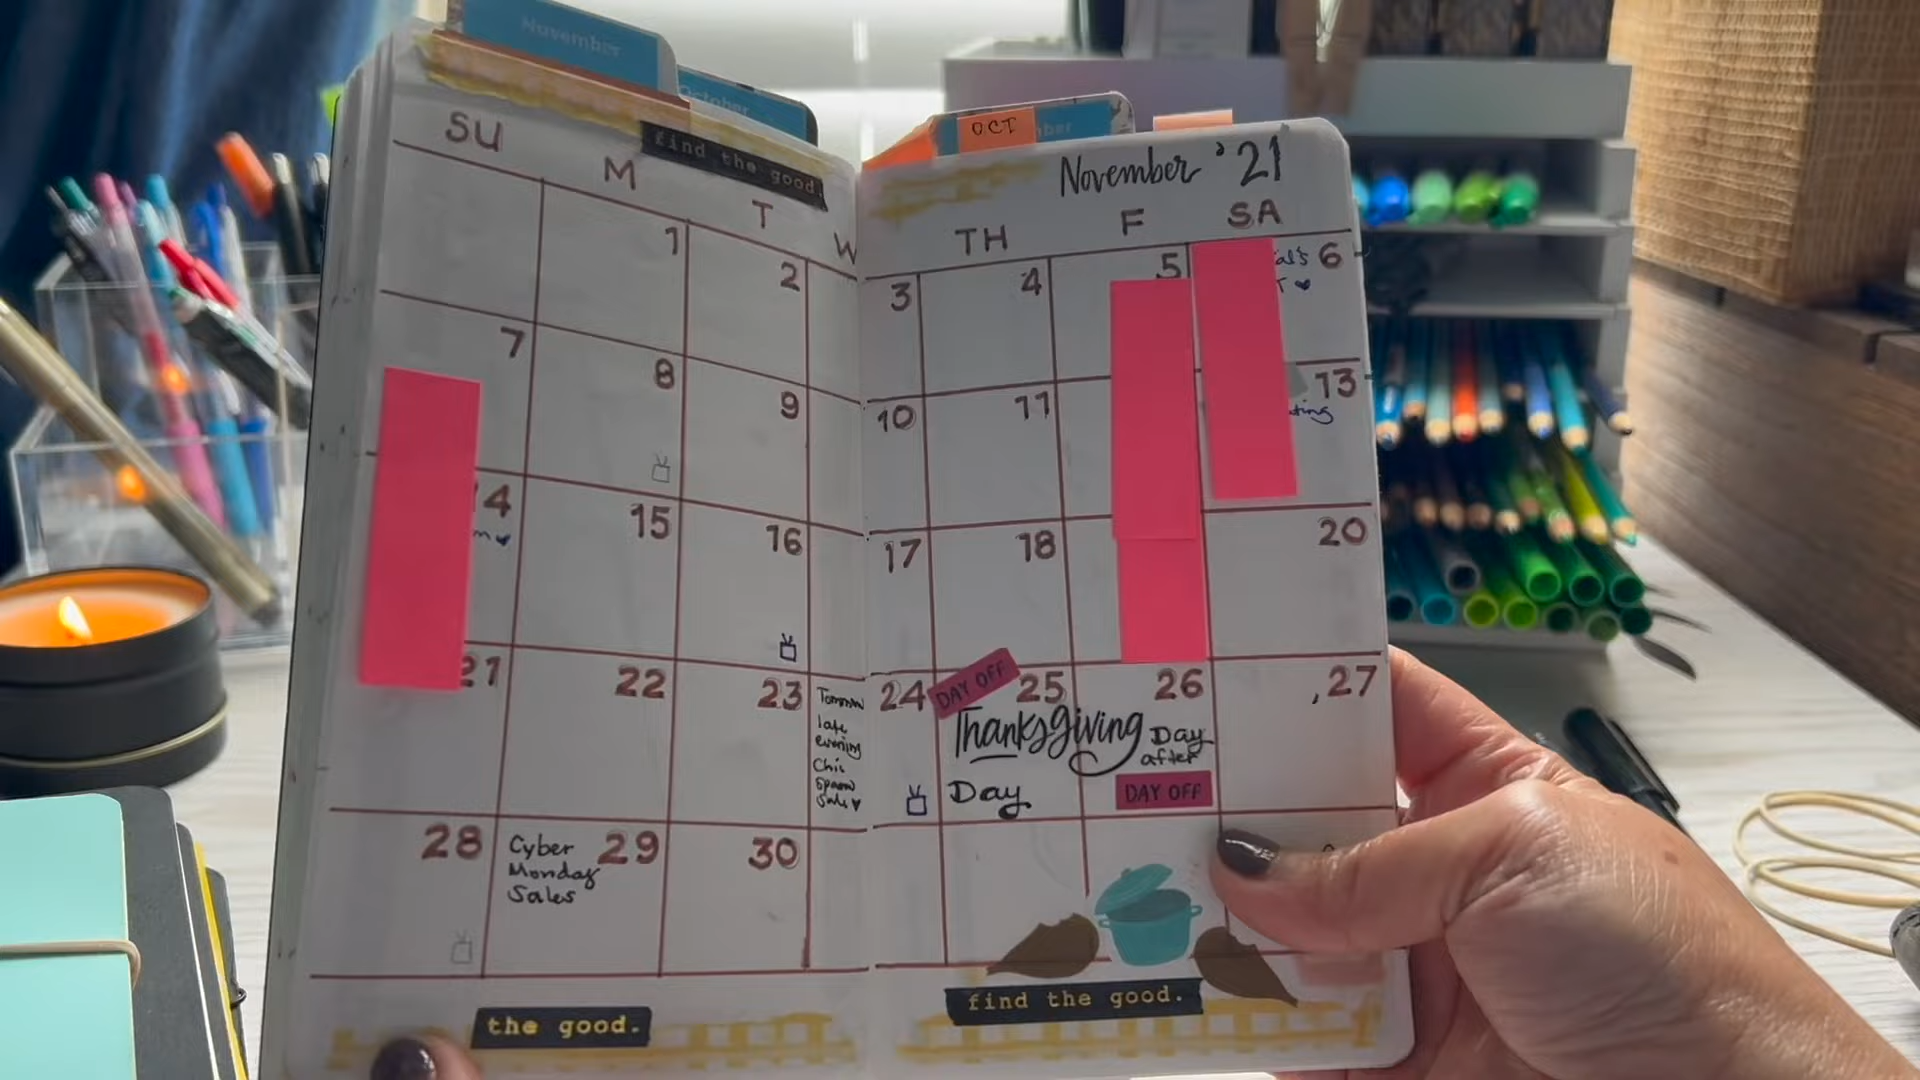 November
October
OCT
find the good.
November '21
SU M T W TH F SA
1 2 3 4 5 6
7 8 9 10 11 13
15 16 17 18 20
21 22 23 24 25 26 27
late
evening
sale ♥
DAY OFF
Thanksgiving
Day
Day
after
DAY OFF
28 29 30
Cyber
Monday
Sales
the good.
find the good.